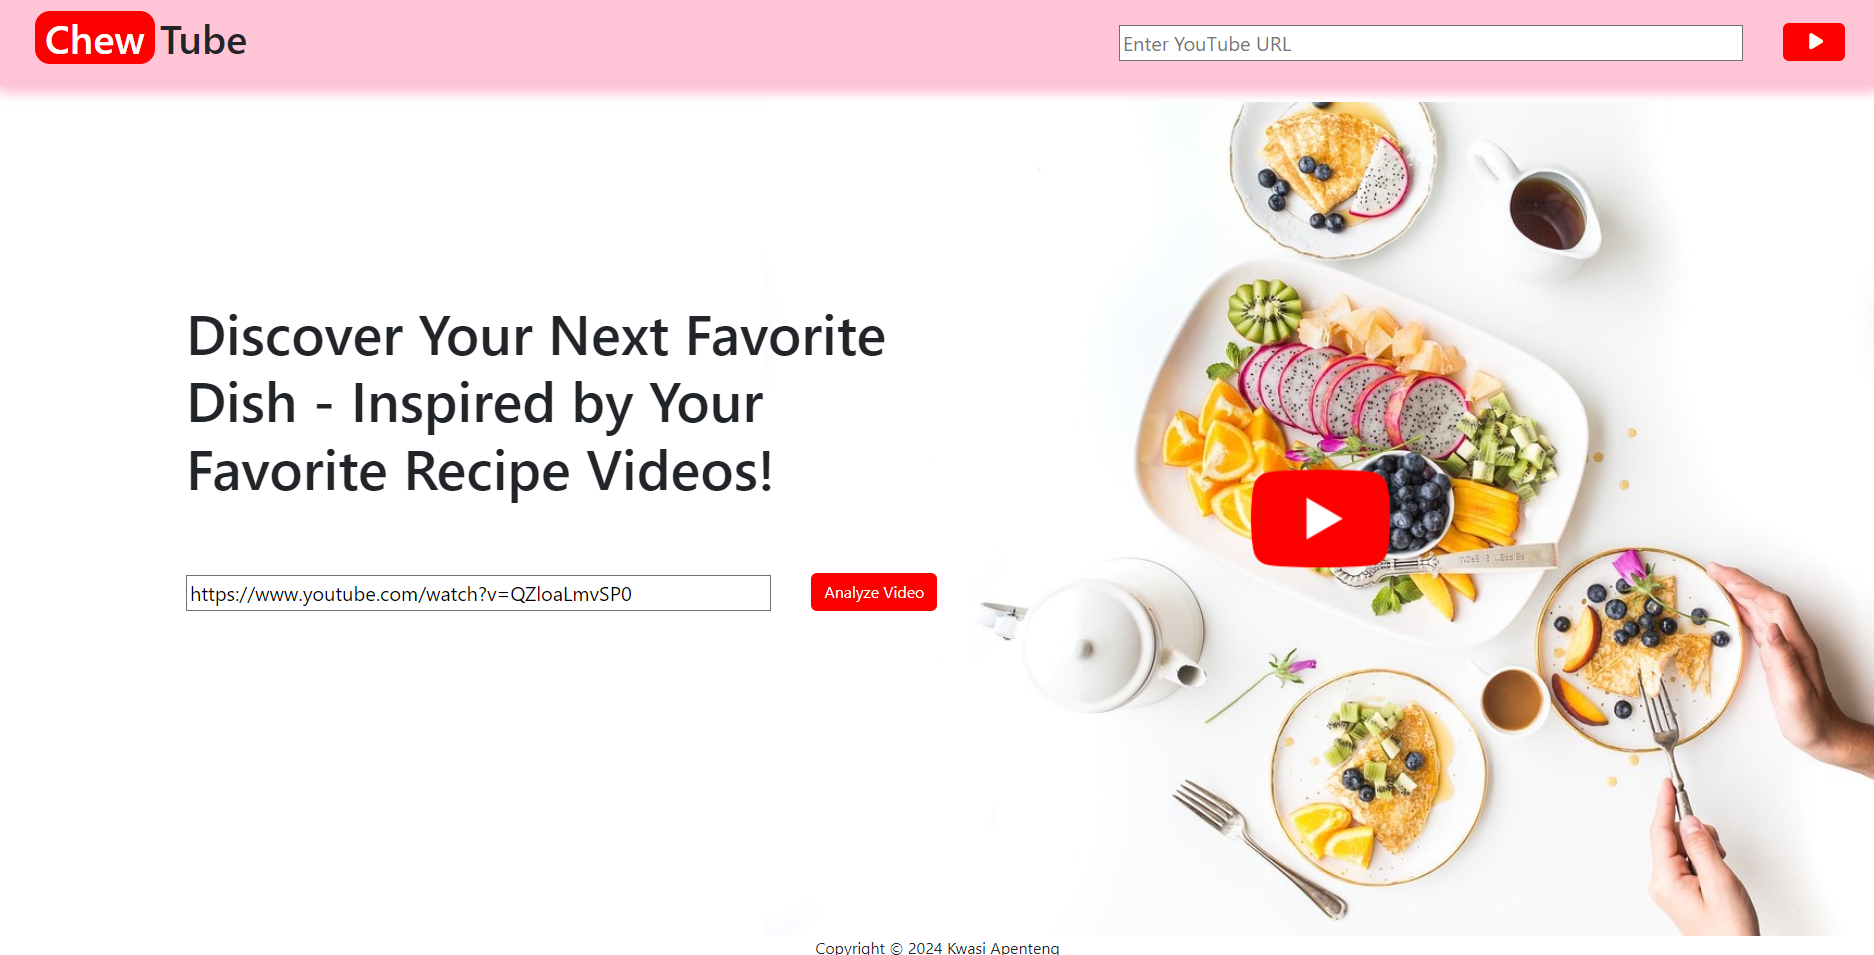 Chew Tube
Enter YouTube URL
Discover Your Next Favorite
Dish - Inspired by Your
Favorite Recipe Videos!
https://www.youtube.com/watch?v=QZloaLmvSP0
Analyze Video
Copyright © 2024 Kwasi Apenteng